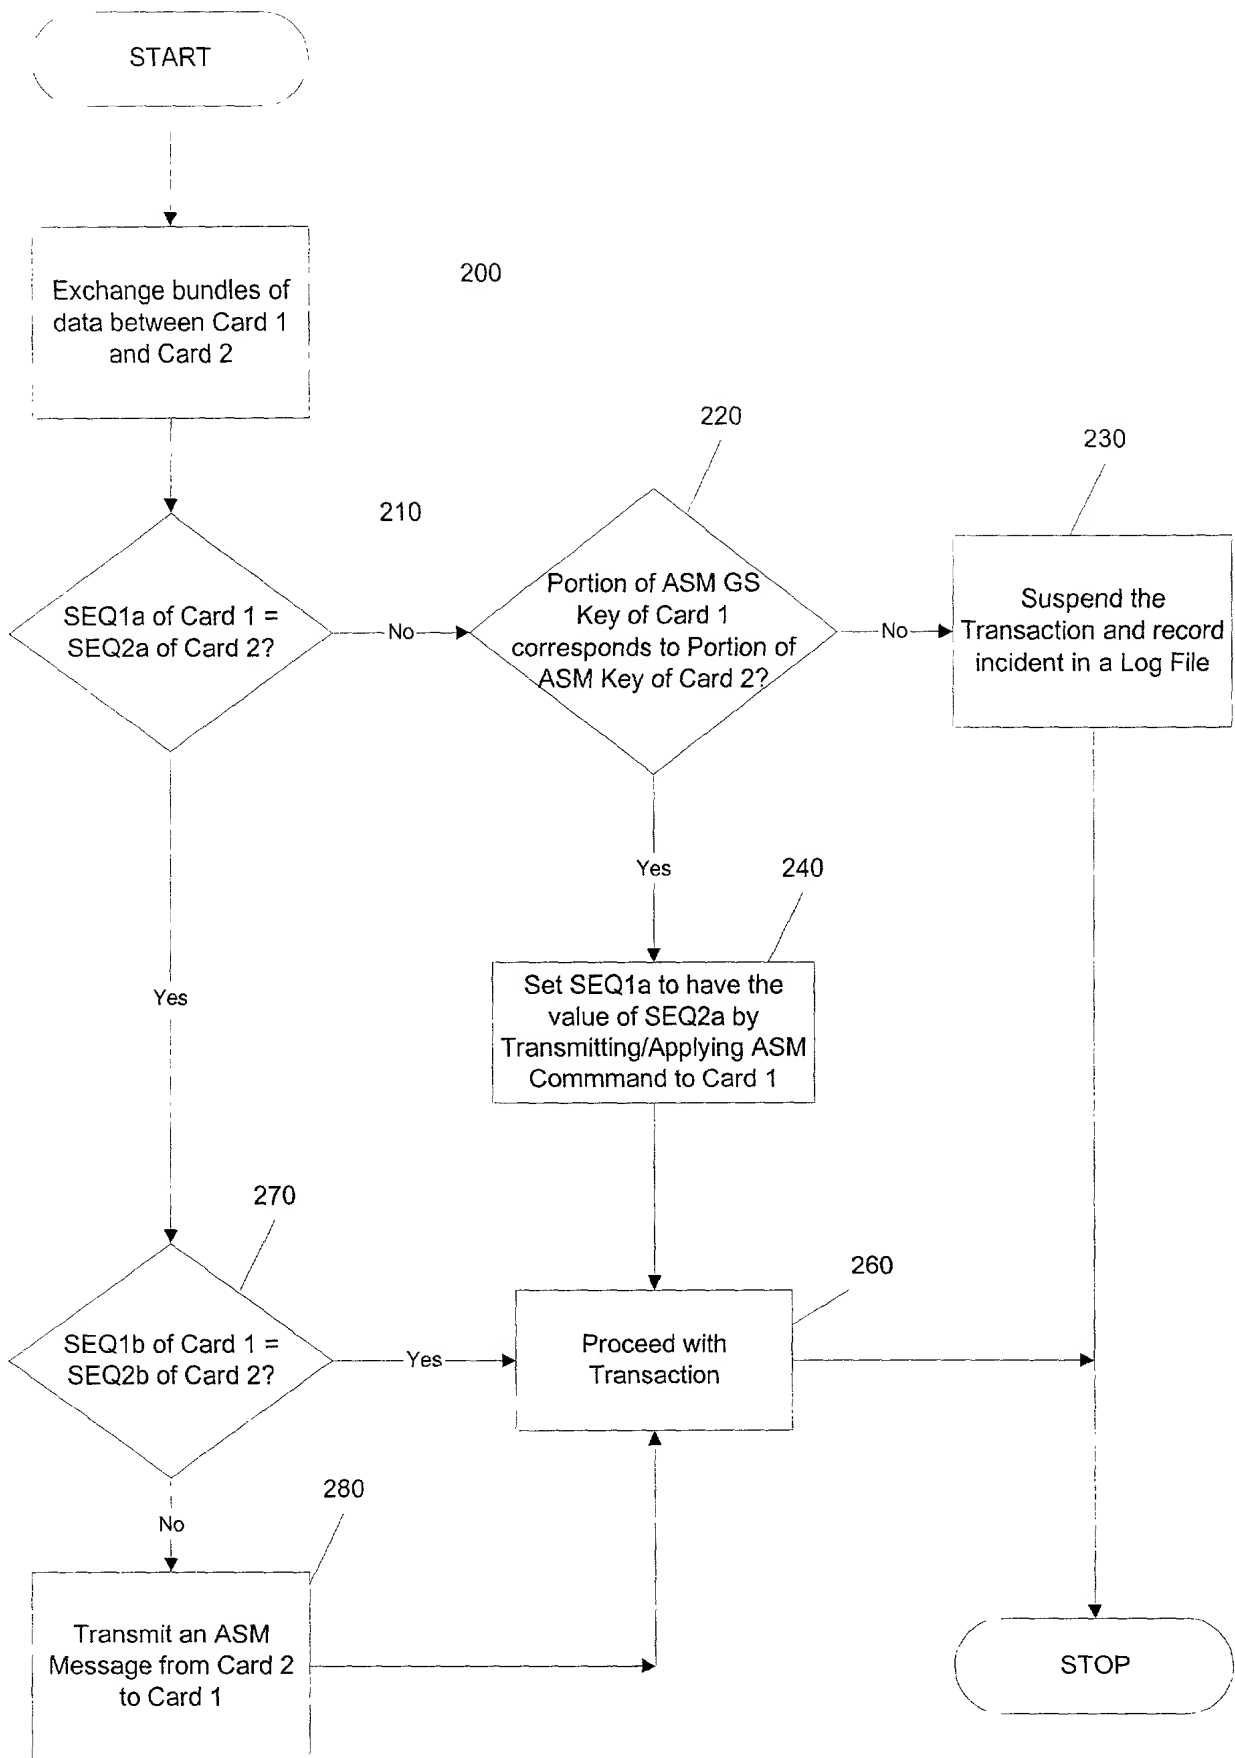 START
Exchange bundles of
data between Card 1
and Card 2
200
210
220
230
SEQ1a of Card 1 =
SEQ2a of Card 2?
No
Portion of ASM GS
Key of Card 1
corresponds to Portion of
ASM Key of Card 2?
No
Suspend the
Transaction and record
incident in a Log File
Yes
240
Set SEQ1a to have the
value of SEQ2a by
Transmitting/Applying ASM
Commmand to Card 1
Yes
270
260
SEQ1b of Card 1 =
SEQ2b of Card 2?
Yes
Proceed with
Transaction
No
280
Transmit an ASM
Message from Card 2
to Card 1
STOP